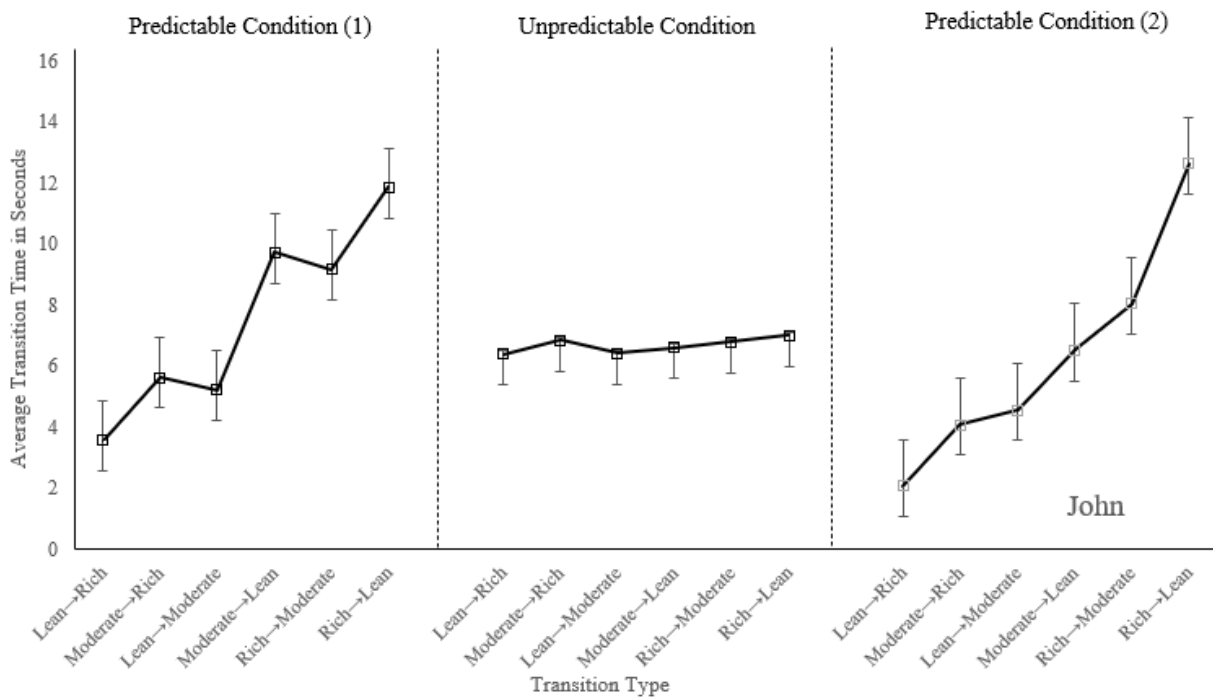 Predictable Condition (1)
Unpredictable Condition
Predictable Condition (2)
Average Transition Time in Seconds
16
14
12
10
8
6
4
2
0
John
Lean→Rich
Moderate→Rich
Lean→Moderate
Moderate→Lean
Rich→Moderate
Rich→Lean
Lean→Rich
Moderate→Rich
Lean→Moderate
Moderate→Lean
Rich→Moderate
Rich→Lean
Lean→Rich
Moderate→Rich
Lean→Moderate
Moderate→Lean
Rich→Moderate
Rich→Lean
Transition Type